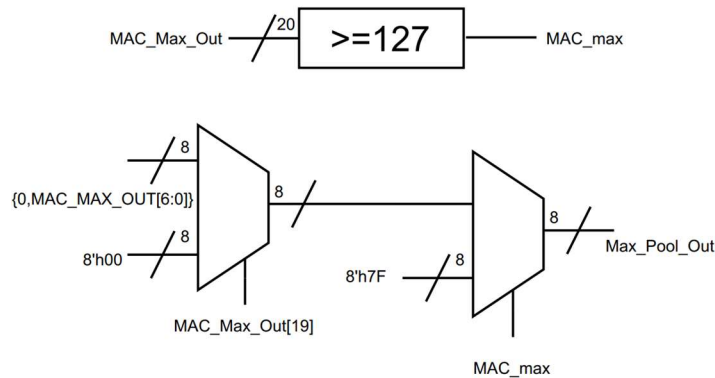 20
MAC_Max_Out
>=127
MAC_max
8
{0,MAC_MAX_OUT[6:0]}
8
8'h00
8
MAC_Max_Out[19]
8
8'h7F
8
Max_Pool_Out
MAC_max